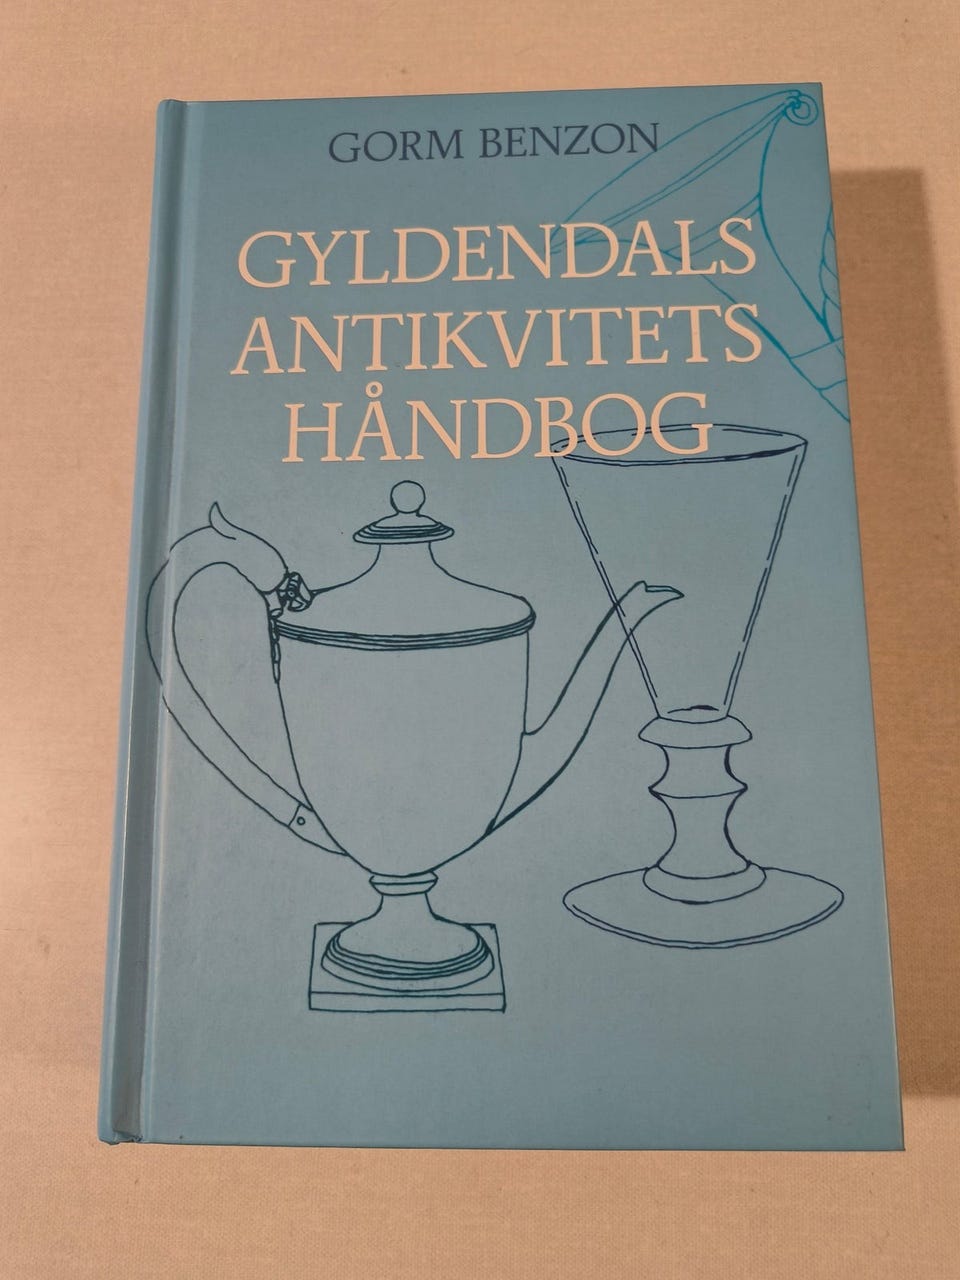 GORM BENZON
GYLDENDALS
ANTIKVITETS
HÅNDBOG